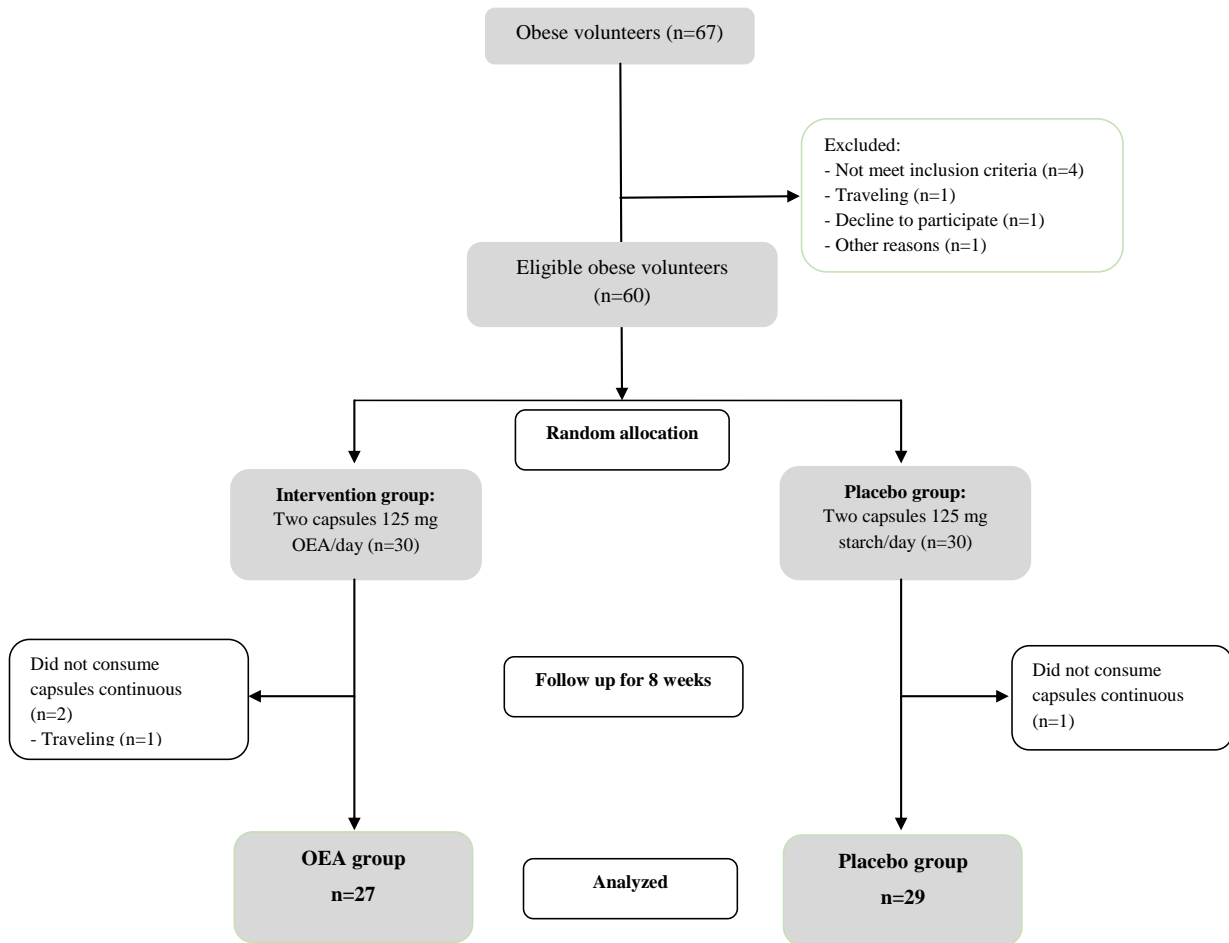 Obese volunteers (n=67)
Excluded:
- Not meet inclusion criteria (n=4)
- Traveling (n=1)
- Decline to participate (n=1)
- Other reasons (n=1)
Eligible obese volunteers
(n=60)
Random allocation
Intervention group:
Two capsules 125 mg
OEA/day (n=30)
Placebo group:
Two capsules 125 mg
starch/day (n=30)
Did not consume
capsules continuous
(n=2)
- Traveling (n=1)
Follow up for 8 weeks
Did not consume
capsules continuous
(n=1)
OEA group
n=27
Analyzed
Placebo group
n=29